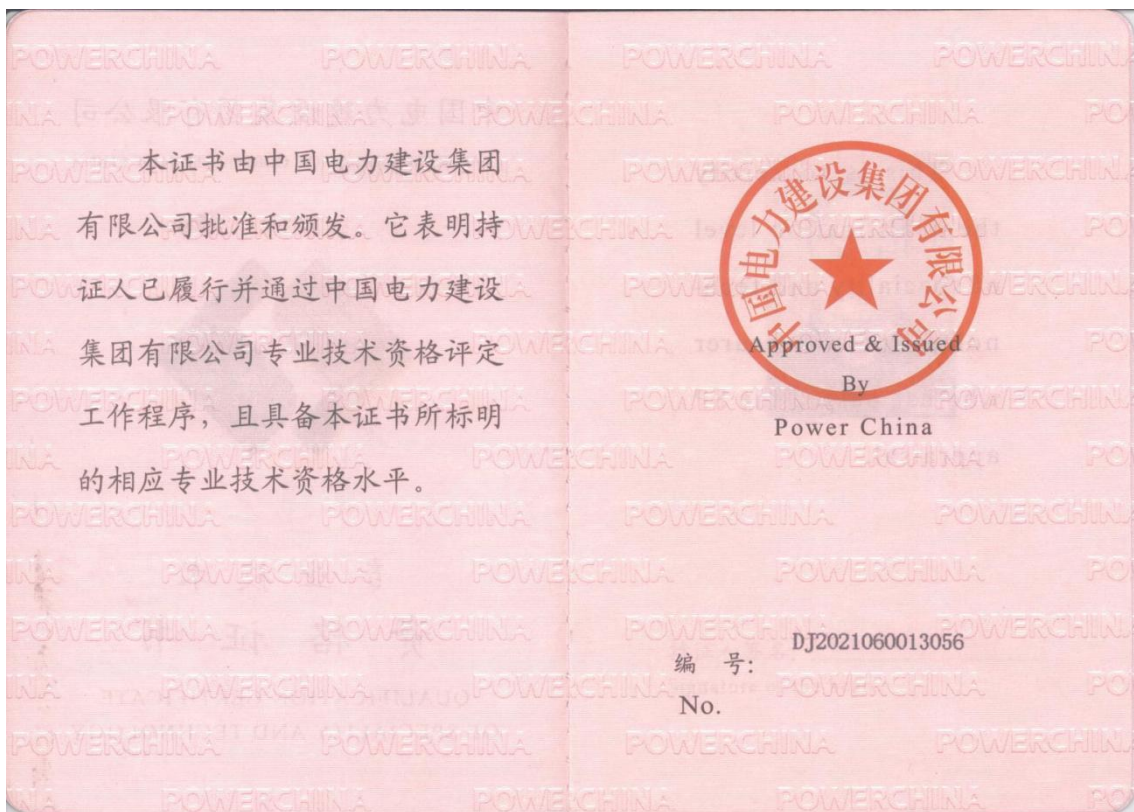 本证书由中国电力建设集团
有限公司批准和颁发。它表明持
证人已履行并通过中国电力建设
集团有限公司专业技术资格评定
工作程序，且具备本证书所标明
的相应专业技术资格水平。
中国电力建设集团有限公司
Approved & Issued
By
Power China
DJ2021060013056
编 号:
No.
POWERCHINA